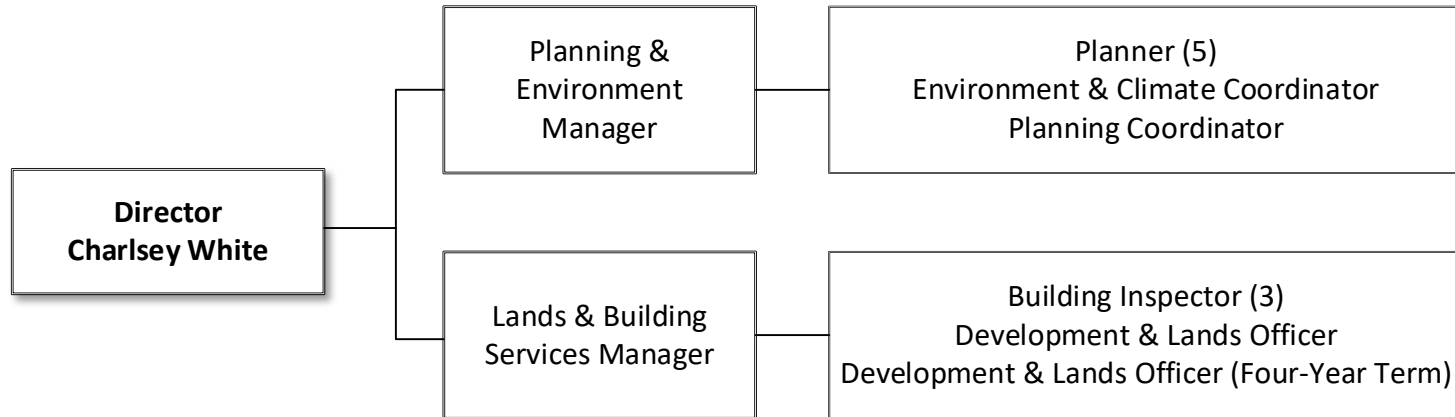 Director
Charlsey White
Planning &
Environment
Manager
Planner (5)
Environment & Climate Coordinator
Planning Coordinator
Lands & Building
Services Manager
Building Inspector (3)
Development & Lands Officer
Development & Lands Officer (Four-Year Term)